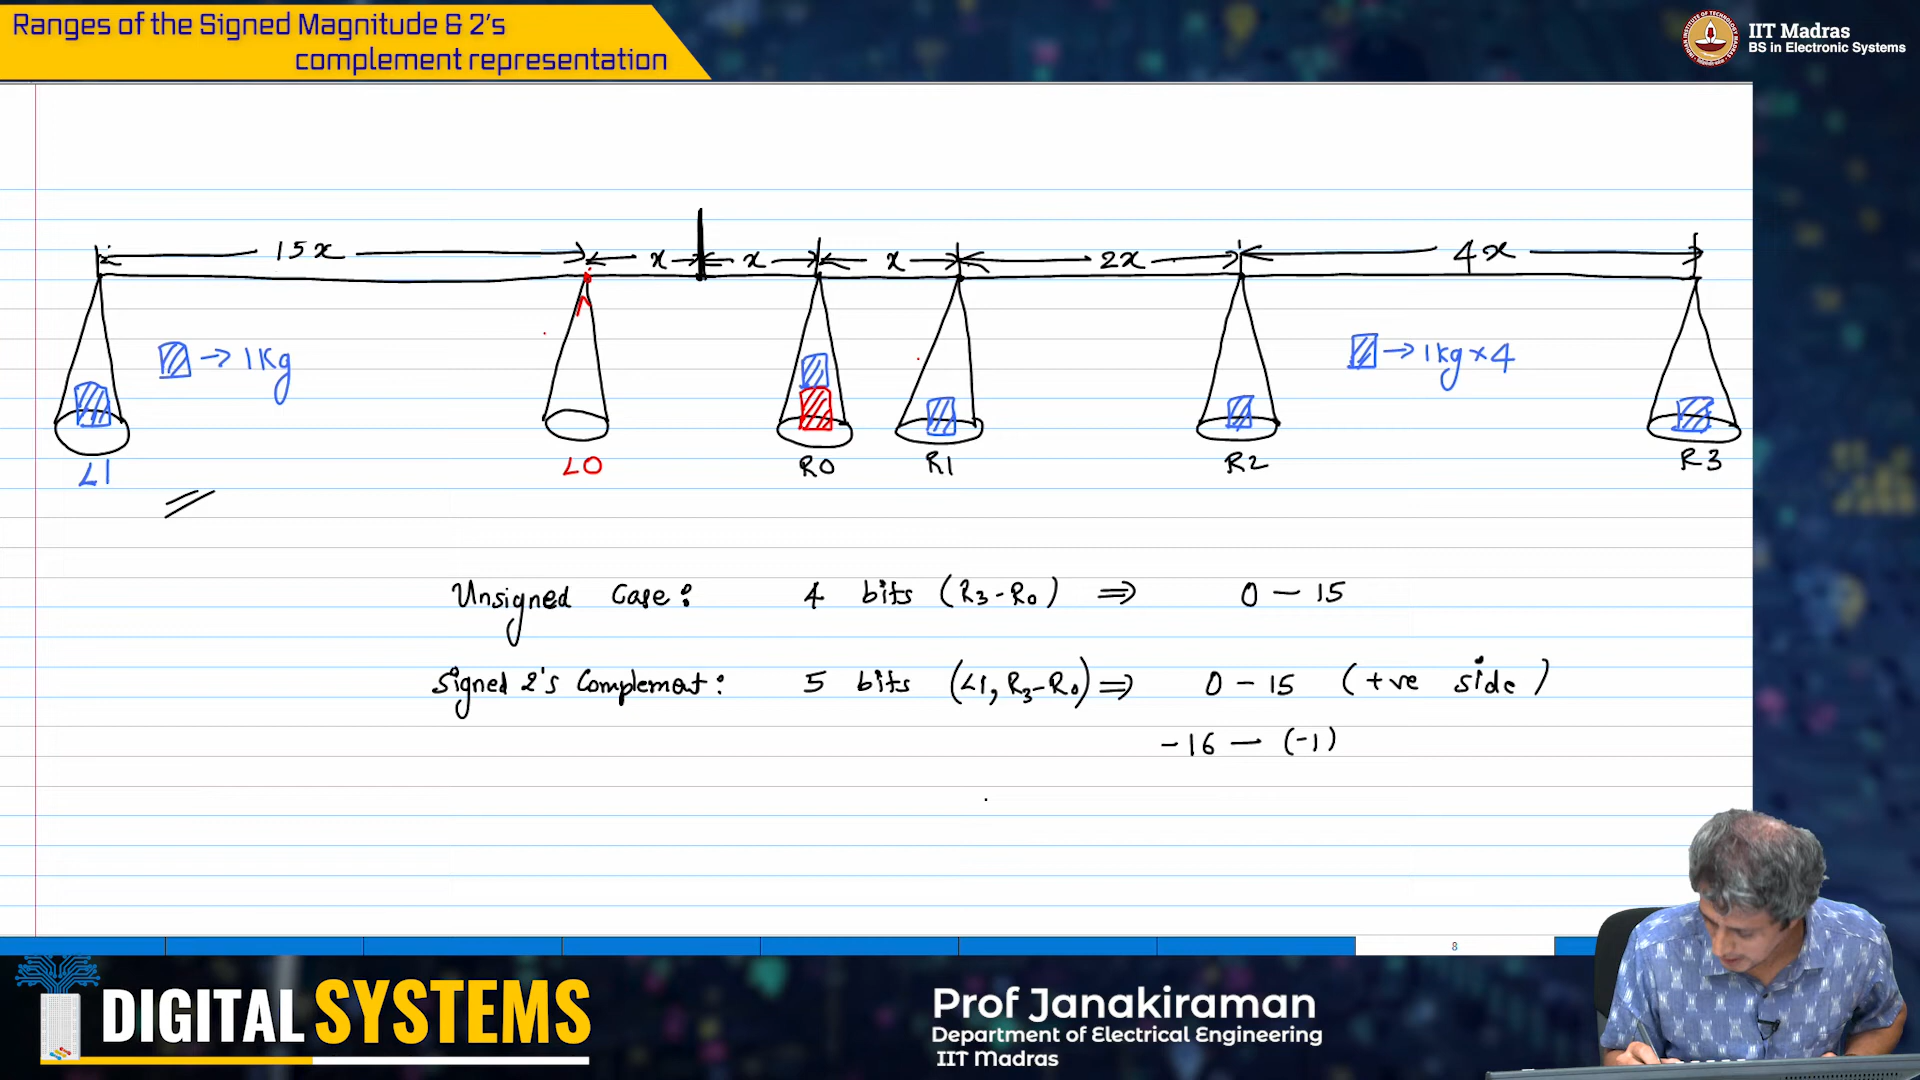 Ranges of the Signed Magnitude & 2's
complement representation
IIT Madras
BS in Electronic Systems
15x x x x 2x 4x
→ 1Kg
→ 1kg×4
L1 L0 R0 R1 R2 R3
Unsigned Case: 4 bits (R3-R0) ⇒ 0 — 15
Signed 2's Complemet: 5 bits (L1, R3-R0) ⇒ 0 — 15 (+ve side)
-16 — (-1)
8
DIGITAL SYSTEMS
Prof Janakiraman
Department of Electrical Engineering
IIT Madras